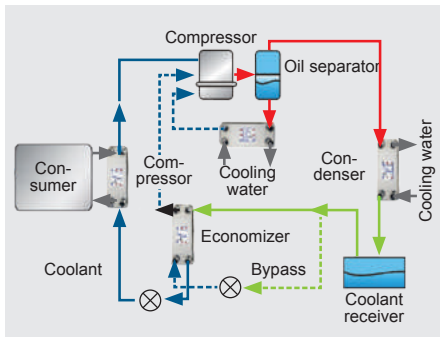 Compressor
Oil separator
Con-
sumer
Com-
pressor
Cooling
water
Con-
denser
Cooling water
Economizer
Coolant
Bypass
Coolant
receiver